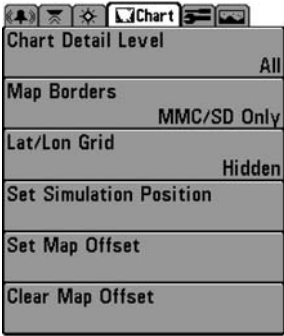 Chart
Chart Detail Level
All
Map Borders
MMC/SD Only
Lat/Lon Grid
Hidden
Set Simulation Position
Set Map Offset
Clear Map Offset